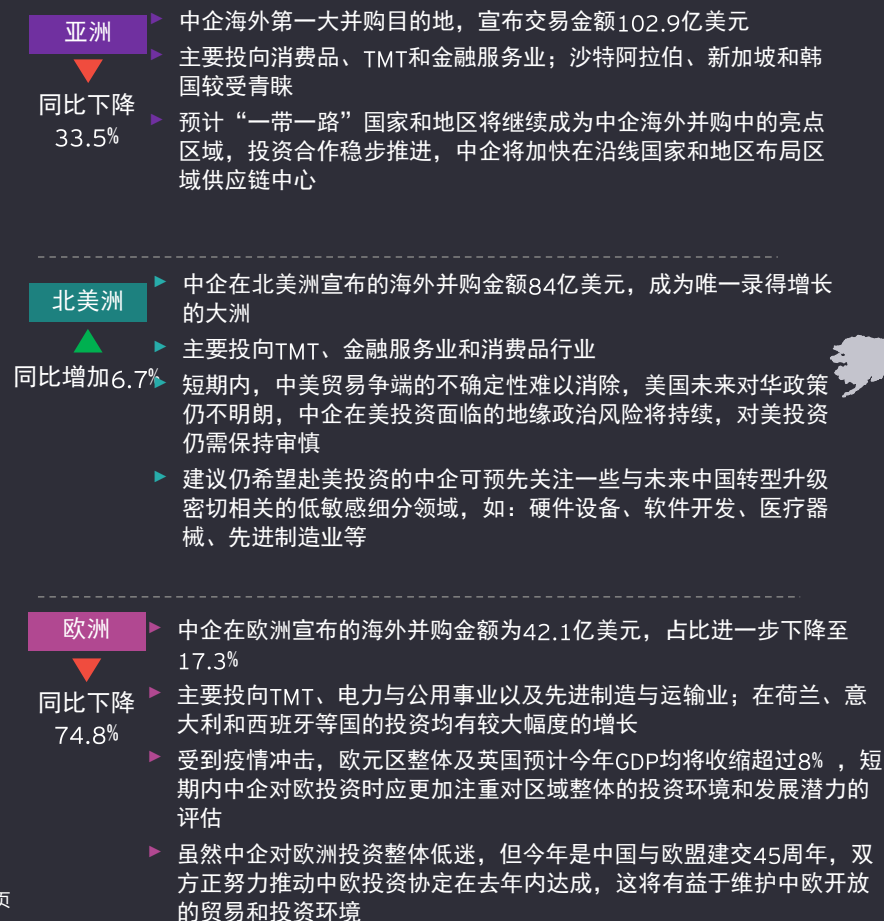 亚洲
同比下降
33.5%
中企海外第一大并购目的地，宣布交易金额102.9亿美元
主要投向消费品、TMT和金融服务业；沙特阿拉伯、新加坡和韩
国较受青睐
预计“一带一路”国家和地区将继续成为中企海外并购中的亮点
区域，投资合作稳步推进，中企将加快在沿线国家和地区布局区
域供应链中心
北美洲
同比增加6.7%
中企在北美洲宣布的海外并购金额84亿美元，成为唯一录得增长
的大洲
主要投向TMT、金融服务业和消费品行业
短期内，中美贸易争端的不确定性难以消除，美国未来对华政策
仍不明朗，中企在美投资面临的地缘政治风险将持续，对美投资
仍需保持审慎
建议仍希望赴美投资的中企可预先关注一些与未来中国转型升级
密切相关的低敏感细分领域，如：硬件设备、软件开发、医疗器
械、先进制造业等
欧洲
同比下降
74.8%
中企在欧洲宣布的海外并购金额为42.1亿美元，占比进一步下降至
17.3%
主要投向TMT、电力与公用事业以及先进制造与运输业；在荷兰、意
大利和西班牙等国的投资均有较大幅度的增长
受到疫情冲击，欧元区整体及英国预计今年GDP均将收缩超过8% ，短
期内中企对欧投资时应更加注重对区域整体的投资环境和发展潜力的
评估
虽然中企对欧洲投资整体低迷，但今年是中国与欧盟建交45周年，双
方正努力推动中欧投资协定在去年内达成，这将有益于维护中欧开放
的贸易和投资环境
页